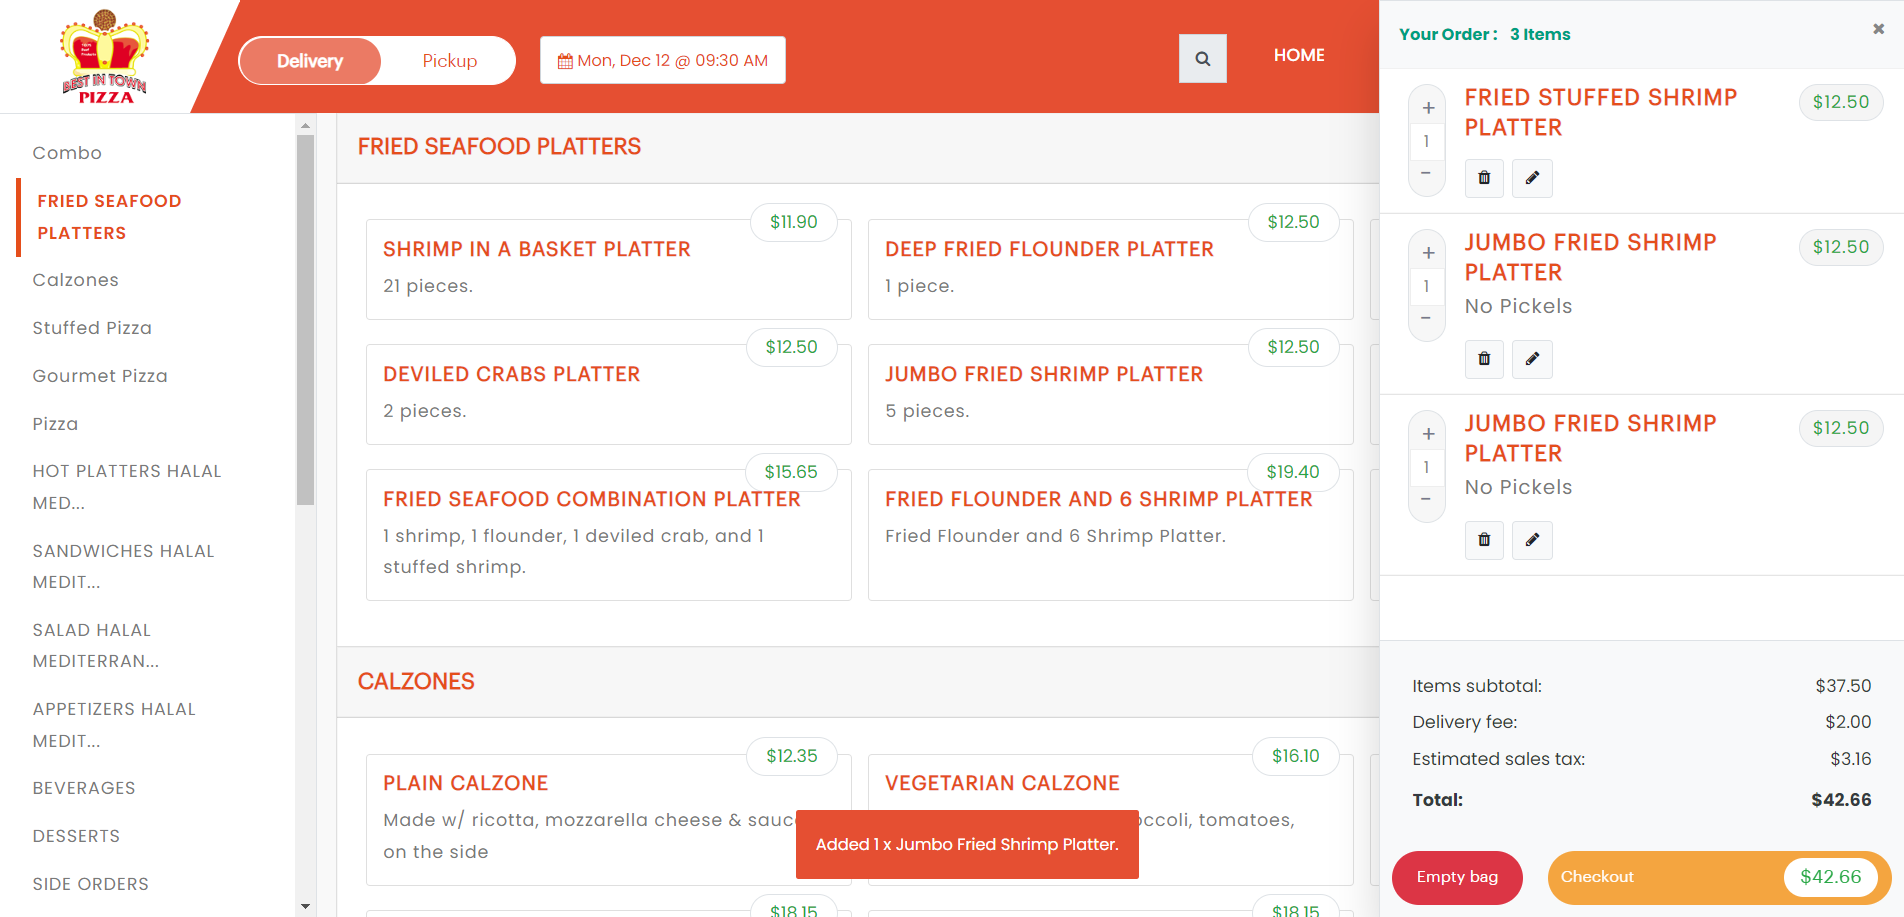 BEST IN TOWN
PIZZA
Delivery
Pickup
Mon, Dec 12 @ 09:30 AM
HOME
Combo
FRIED SEAFOOD
PLATTERS
Calzones
Stuffed Pizza
Gourmet Pizza
Pizza
HOT PLATTERS HALAL
MED...
SANDWICHES HALAL
MEDIT...
SALAD HALAL
MEDITERRAN...
APPETIZERS HALAL
MEDIT...
BEVERAGES
DESSERTS
SIDE ORDERS
FRIED SEAFOOD PLATTERS
$11.90
SHRIMP IN A BASKET PLATTER
21 pieces.
$12.50
DEEP FRIED FLOUNDER PLATTER
1 piece.
$12.50
DEVILED CRABS PLATTER
2 pieces.
$12.50
JUMBO FRIED SHRIMP PLATTER
5 pieces.
$15.65
FRIED SEAFOOD COMBINATION PLATTER
1 shrimp, 1 flounder, 1 deviled crab, and 1
stuffed shrimp.
$19.40
FRIED FLOUNDER AND 6 SHRIMP PLATTER
Fried Flounder and 6 Shrimp Platter.
CALZONES
$12.35
PLAIN CALZONE
Made w/ ricotta, mozzarella cheese & sauc
on the side
$16.10
VEGETARIAN CALZONE
occoli, tomatoes,
$18.15
$18.15
Added 1 x Jumbo Fried Shrimp Platter.
Your Order : 3 Items
×
+
1
−
FRIED STUFFED SHRIMP
PLATTER
$12.50
+
1
−
JUMBO FRIED SHRIMP
PLATTER
No Pickels
$12.50
+
1
−
JUMBO FRIED SHRIMP
PLATTER
No Pickels
$12.50
Items subtotal: $37.50
Delivery fee: $2.00
Estimated sales tax: $3.16
Total: $42.66
Empty bag
Checkout $42.66